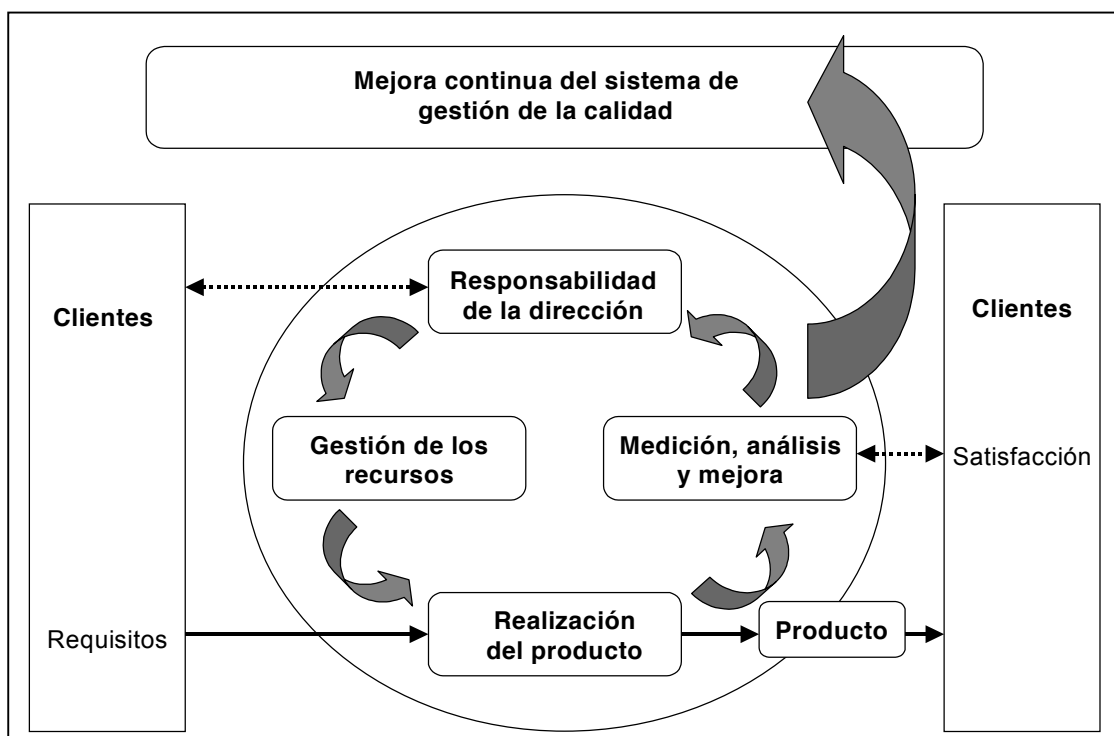 Mejora continua del sistema de
gestión de la calidad
Clientes
Responsabilidad
de la dirección
Clientes
Gestión de los
recursos
Medición, análisis
y mejora
Satisfacción
Requisitos
Realización
del producto
Producto